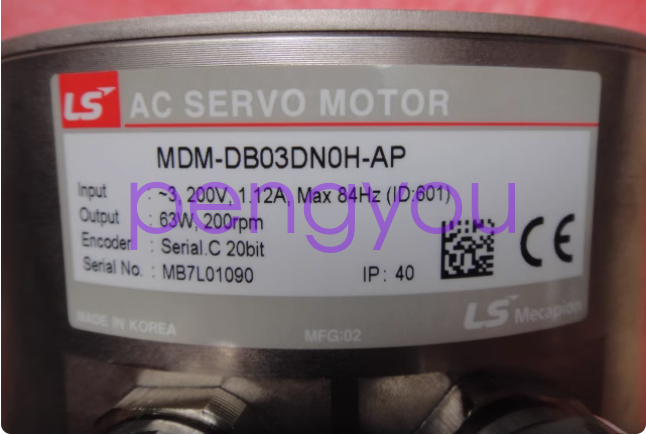 LS AC SERVO MOTOR
MDM-DB03DN0H-AP
Input : ~3, 200V, 1.12A, Max 84Hz (ID:601)
Output : 63W, 200rpm
Encoder : Serial.C 20bit
Serial No. : MB7L01090 IP : 40
CE
pengyou
LS Mecapion
MADE IN KOREA
MFG:02